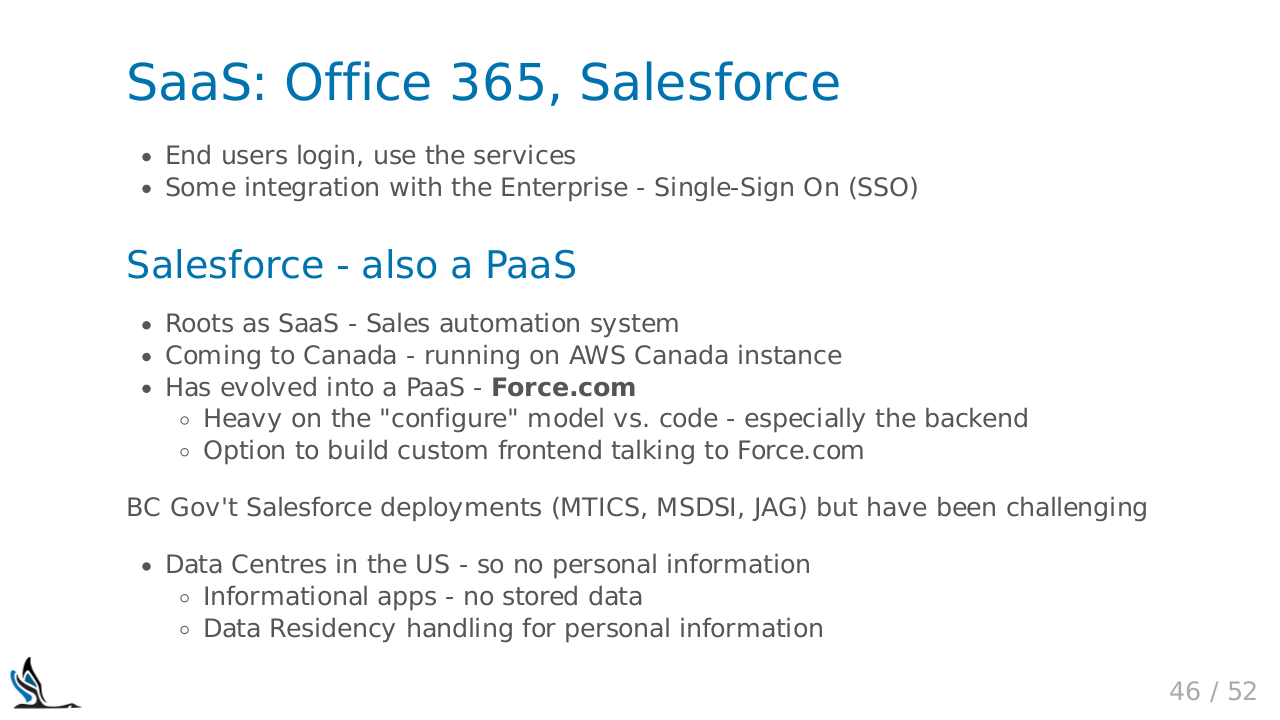 SaaS: Office 365, Salesforce
• End users login, use the services
• Some integration with the Enterprise - Single-Sign On (SSO)
Salesforce - also a PaaS
• Roots as SaaS - Sales automation system
• Coming to Canada - running on AWS Canada instance
• Has evolved into a PaaS - Force.com
◦ Heavy on the "configure" model vs. code - especially the backend
◦ Option to build custom frontend talking to Force.com
BC Gov't Salesforce deployments (MTICS, MSDSI, JAG) but have been challenging
• Data Centres in the US - so no personal information
◦ Informational apps - no stored data
◦ Data Residency handling for personal information
46 / 52